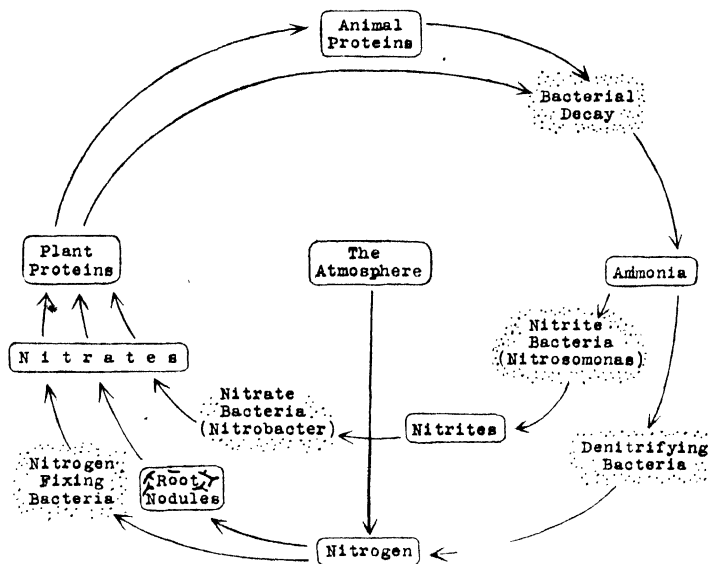 Animal
Proteins
Bacterial
Decay
Plant
Proteins
The
Atmosphere
Ammonia
Nitrite
Bacteria
(Nitrosomonas)
Nitrates
Nitrate
Bacteria
(Nitrobacter)
Nitrites
Denitrifying
Bacteria
Nitrogen
Fixing
Bacteria
Root
Nodules
Nitrogen